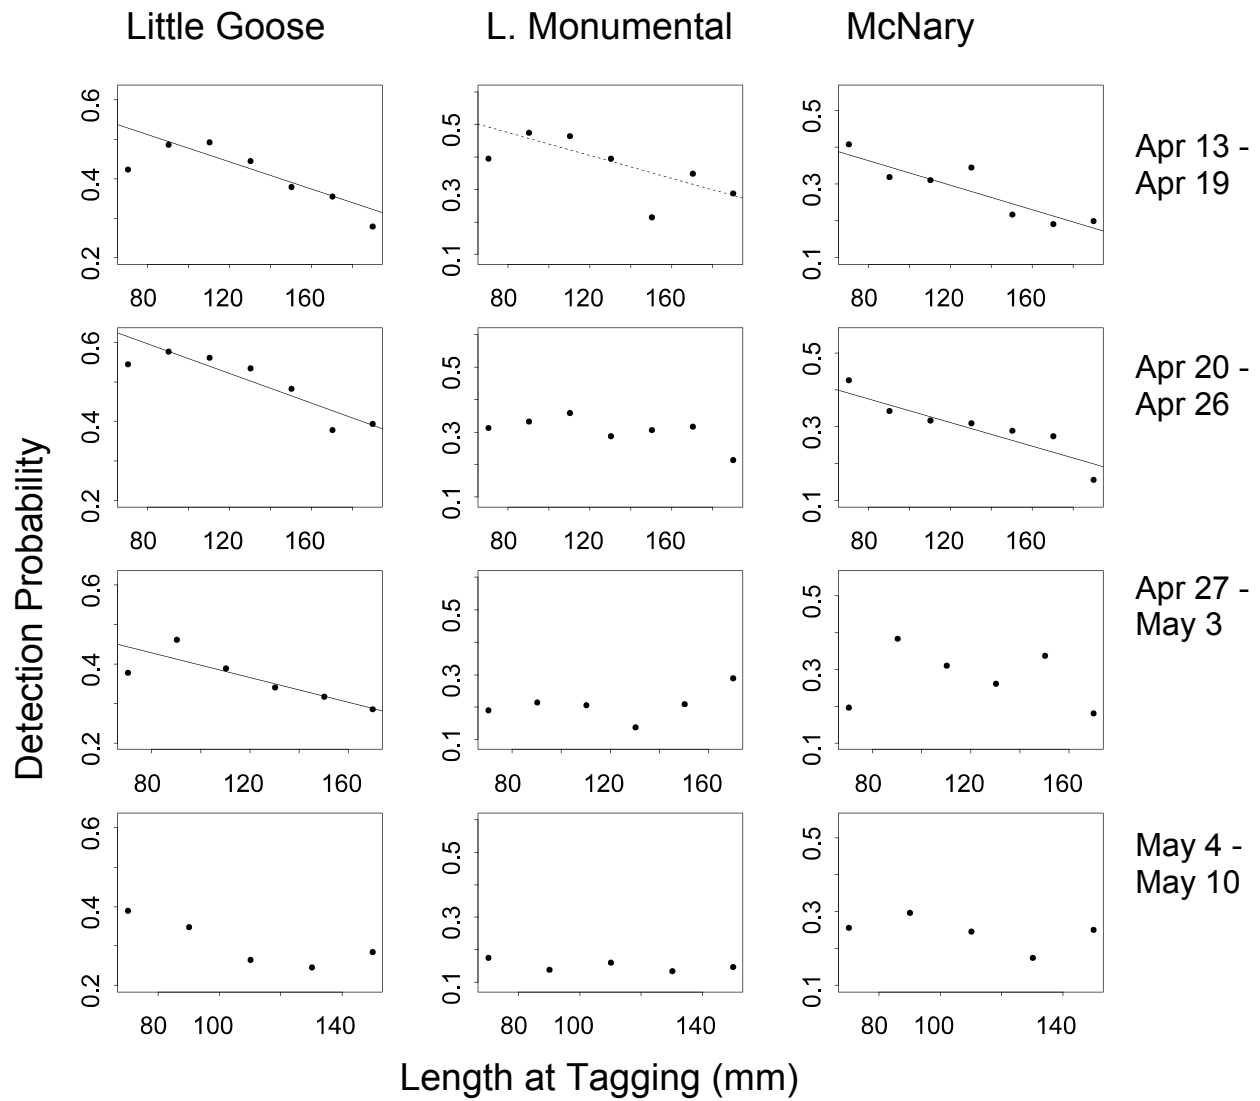 Little Goose L. Monumental McNary
0.2 0.4 0.6
80 120 160
0.1 0.3 0.5
80 120 160
0.1 0.3 0.5
80 120 160
Apr 13 -
Apr 19
0.2 0.4 0.6
80 120 160
0.1 0.3 0.5
80 120 160
0.1 0.3 0.5
80 120 160
Apr 20 -
Apr 26
0.2 0.4 0.6
80 120 160
0.1 0.3 0.5
80 120 160
0.1 0.3 0.5
80 120 160
Apr 27 -
May 3
0.2 0.4 0.6
80 100 140
0.1 0.3 0.5
80 100 140
0.1 0.3 0.5
80 100 140
May 4 -
May 10
Detection Probability
Length at Tagging (mm)